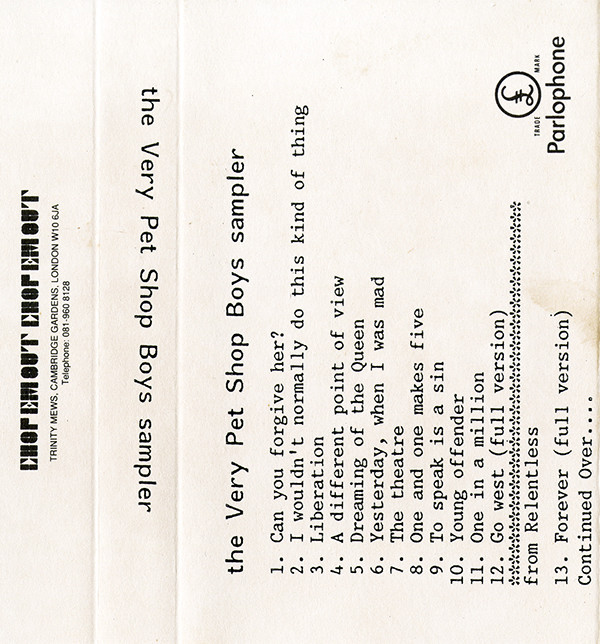 CHOP EM OUT CHOP EM OUT
TRINITY MEWS, CAMBRIDGE GARDENS, LONDON W10 6JA
Telephone: 081-960 8128
the Very Pet Shop Boys sampler
the Very Pet Shop Boys sampler
1. Can you forgive her?
2. I wouldn't normally do this kind of thing
3. Liberation
4. A different point of view
5. Dreaming of the Queen
6. Yesterday, when I was mad
7. The theatre
8. One and one makes five
9. To speak is a sin
10. Young offender
11. One in a million
12. Go west (full version)
from Relentless
13. Forever (full version)
Continued Over....
£
TRADE MARK
Parlophone